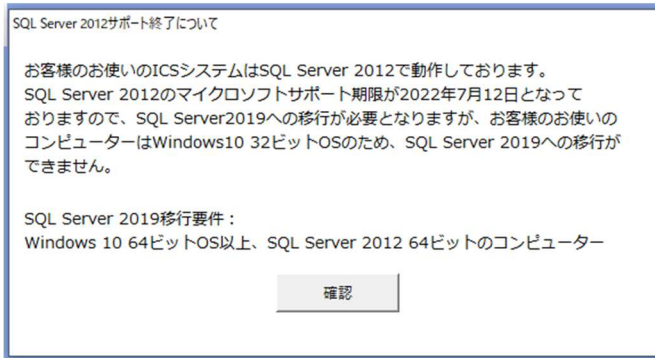 SQL Server 2012サポート終了について
お客様のお使いのICSシステムはSQL Server 2012で動作しております。
SQL Server 2012のマイクロソフトサポート期限が2022年7月12日となって
おりますので、SQL Server2019への移行が必要となりますが、お客様のお使いの
コンピューターはWindows10 32ビットOSのため、SQL Server 2019への移行が
できません。
SQL Server 2019移行要件：
Windows 10 64ビットOS以上、SQL Server 2012 64ビットのコンピューター
確認